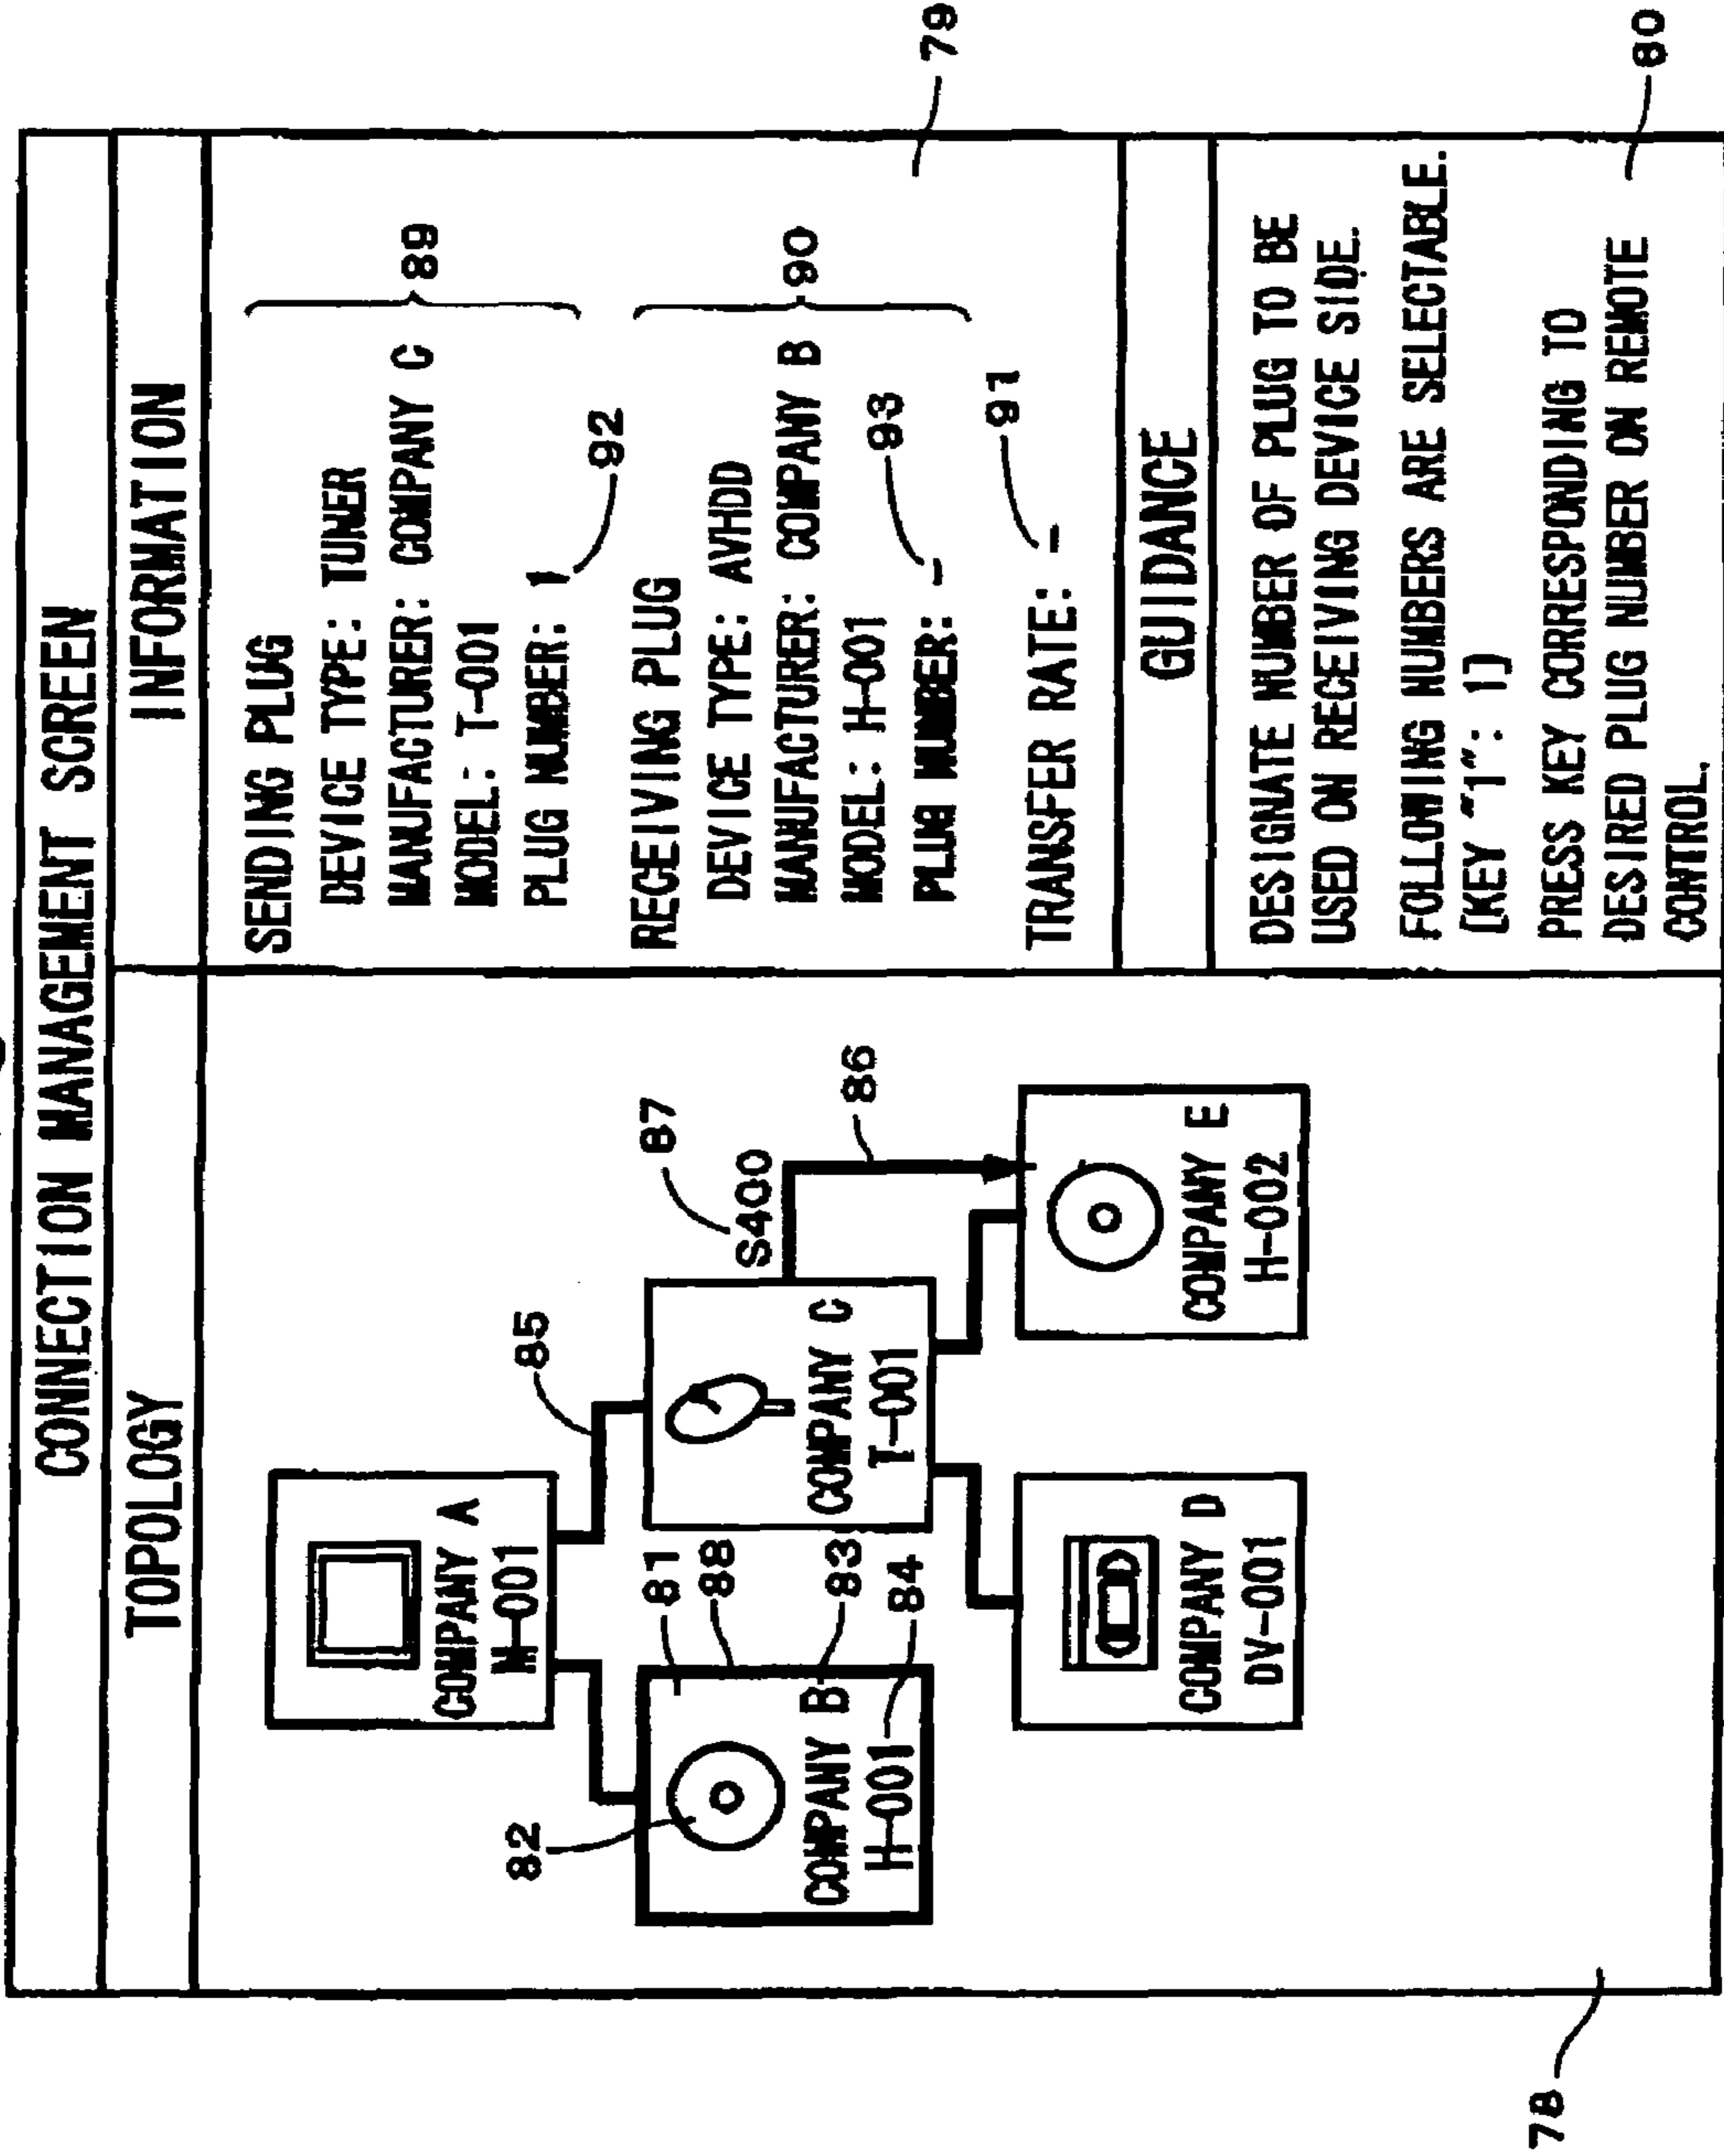 CONNECTION MANAGEMENT SCREEN
TOPOLOGY
INFORMATION
COMPANY A
M-001
85
82
81
88
83
84
COMPANY B
H-001
COMPANY C
T-001
87
S400
86
COMPANY D
DV-001
COMPANY E
H-002
78
SENDING PLUG
DEVICE TYPE: TUNER
MANUFACTURER: COMPANY C
MODEL: T-001
PLUG NUMBER: 1
89
92
RECEIVING PLUG
DEVICE TYPE: AVHDD
MANUFACTURER: COMPANY B
MODEL: H-001
PLUG NUMBER: -
90
93
TRANSFER RATE: -
91
79
GUIDANCE
DESIGNATE NUMBER OF PLUG TO BE
USED ON RECEIVING DEVICE SIDE.
FOLLOWING NUMBERS ARE SELECTABLE.
[KEY "1": 1]
PRESS KEY CORRESPONDING TO
DESIRED PLUG NUMBER ON REMOTE
CONTROL.
80